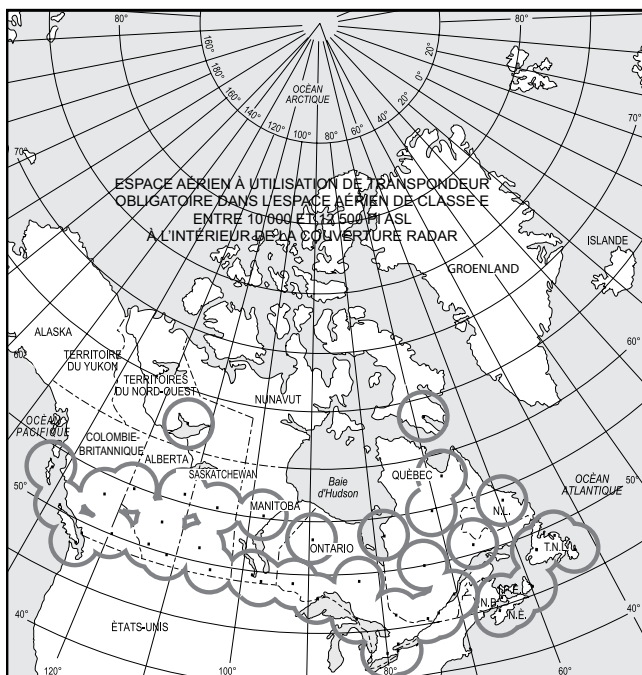 80°
80°
160°
180°
160°
140°
120°
100°
80°
60°
40°
20°
0°
20°
OCÉAN
ARCTIQUE
70°
70°
ESPACE AÉRIEN À UTILISATION DE TRANSPONDEUR
OBLIGATOIRE DANS L'ESPACE AÉRIEN DE CLASSE E
ENTRE 10 000 ET 12 500 PI ASL
À L'INTÉRIEUR DE LA COUVERTURE RADAR
ISLANDE
GROENLAND
ALASKA
60°
60°
TERRITOIRE
DU YUKON
TERRITOIRES
DU NORD-OUEST
NUNAVUT
OCÉAN
PACIFIQUE
COLOMBIE-
BRITANNIQUE
ALBERTA
SASKATCHEWAN
MANITOBA
Baie
d'Hudson
QUÉBEC
ONTARIO
OCÉAN
ATLANTIQUE
50°
50°
N.L.
T.N.L.
P.E.
N.B.
N.É.
40°
40°
ÉTATS-UNIS
120°
100°
80°
60°